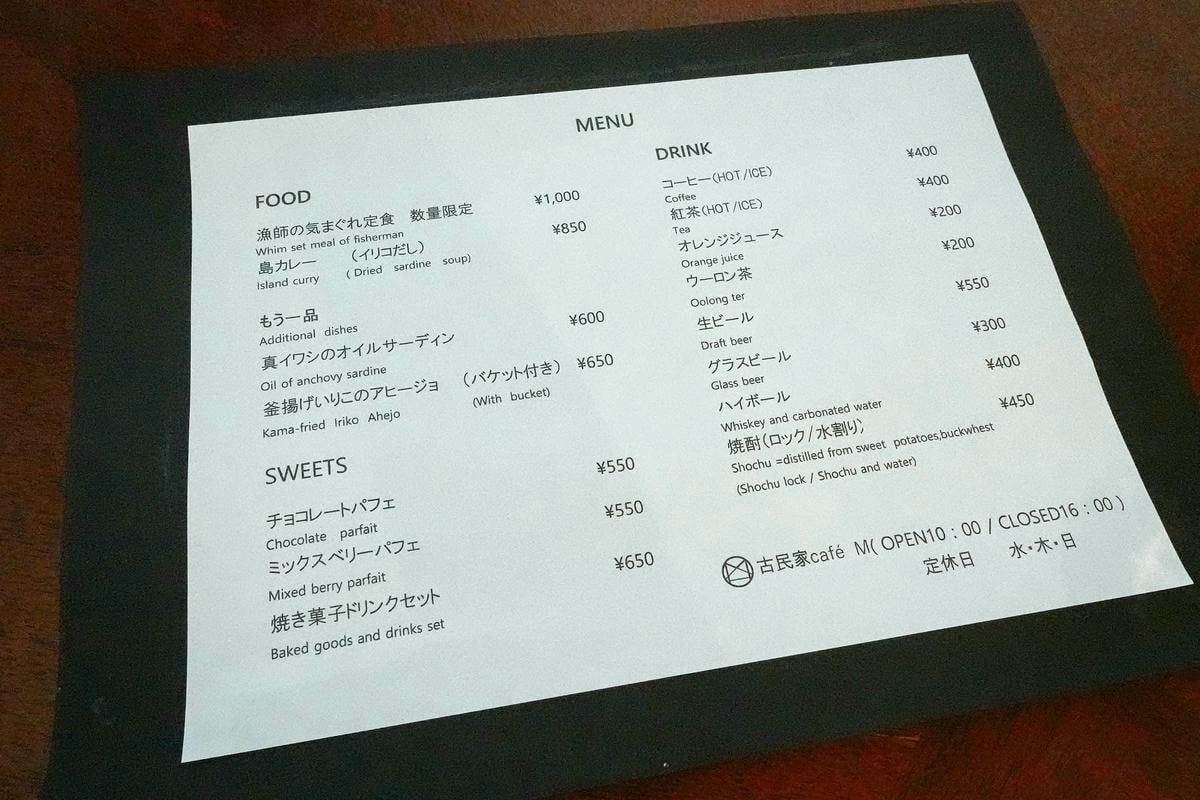 MENU
FOOD
漁師の気まぐれ定食　数量限定 ¥1,000
Whim set meal of fisherman
島カレー　（イリコだし） ¥850
Island curry ( Dried sardine soup)
もう一品
Additional dishes
真イワシのオイルサーディン ¥600
Oil of anchovy sardine
釜揚げいりこのアヒージョ　（バケット付き） ¥650
Kama-fried Iriko Ahejo (With bucket)
SWEETS
¥550
チョコレートパフェ
Chocolate parfait
¥550
ミックスベリーパフェ
Mixed berry parfait
¥650
焼き菓子ドリンクセット
Baked goods and drinks set
DRINK
コーヒー（HOT/ICE） ¥400
Coffee
紅茶（HOT/ICE） ¥400
Tea
オレンジジュース ¥200
Orange juice
ウーロン茶 ¥200
Oolong ter
生ビール ¥550
Draft beer
グラスビール ¥300
Glass beer
ハイボール ¥400
Whiskey and carbonated water
焼酎（ロック/水割り） ¥450
Shochu =distilled from sweet potatoes,buckwhest
(Shochu lock / Shochu and water)
古民家café M( OPEN10：00 / CLOSED16：00 )
定休日　水・木・日